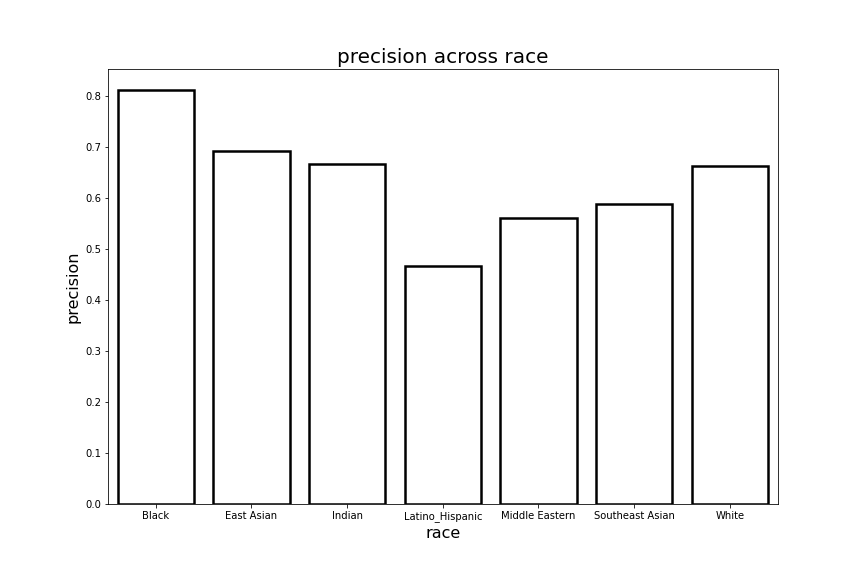 precision across race
precision
0.8
0.7
0.6
0.5
0.4
0.3
0.2
0.1
0.0
Black East Asian Indian Latino_Hispanic Middle Eastern Southeast Asian White
race